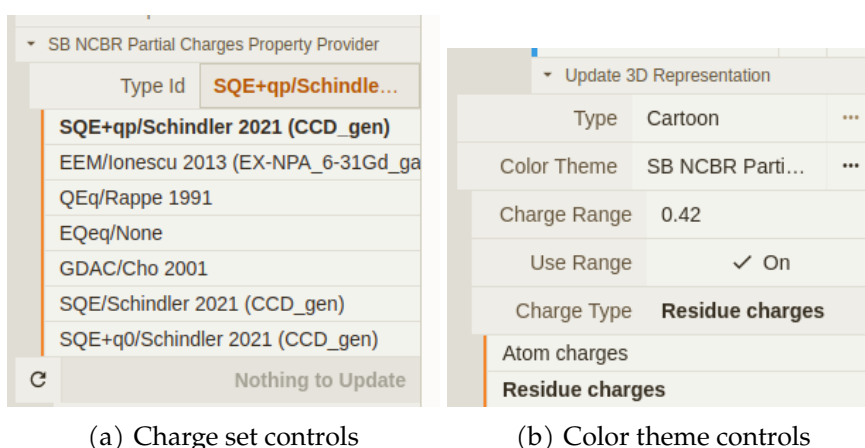 SB NCBR Partial Charges Property Provider
Type Id SQE+qp/Schindle...
SQE+qp/Schindler 2021 (CCD_gen)
EEM/Ionescu 2013 (EX-NPA_6-31Gd_ga
QEq/Rappe 1991
EQeq/None
GDAC/Cho 2001
SQE/Schindler 2021 (CCD_gen)
SQE+q0/Schindler 2021 (CCD_gen)
Nothing to Update
(a) Charge set controls
Update 3D Representation
Type Cartoon ...
Color Theme SB NCBR Parti... ...
Charge Range 0.42
Use Range ✓ On
Charge Type Residue charges
Atom charges
Residue charges
(b) Color theme controls